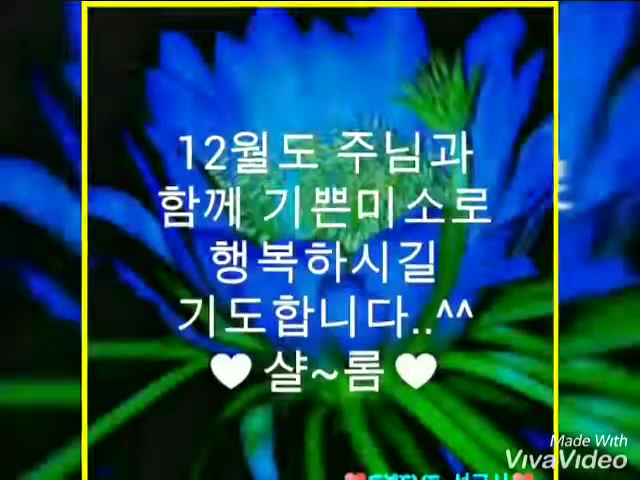 12월도 주님과
함께 기쁜미소로
행복하시길
기도합니다..^^
♥ 샬~롬 ♥
Made With
VivaVideo